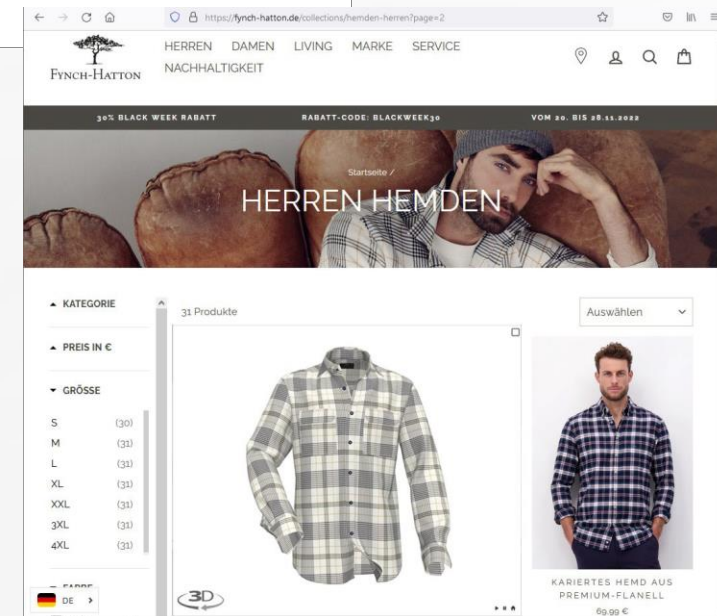 https://fynch-hatton.de/collections/hemden-herren?page=2
FYNCH-HATTON
HERREN DAMEN LIVING MARKE SERVICE
NACHHALTIGKEIT
30% BLACK WEEK RABATT RABATT-CODE: BLACKWEEK30 VOM 20. BIS 28.11.2022
Startseite /
HERREN HEMDEN
KATEGORIE
PREIS IN €
GRÖSSE
S (30)
M (31)
L (31)
XL (31)
XXL (31)
3XL (31)
4XL (31)
FARBE
DE
31 Produkte
Auswählen
3D
KARIERTES HEMD AUS
PREMIUM-FLANELL
69,99 €